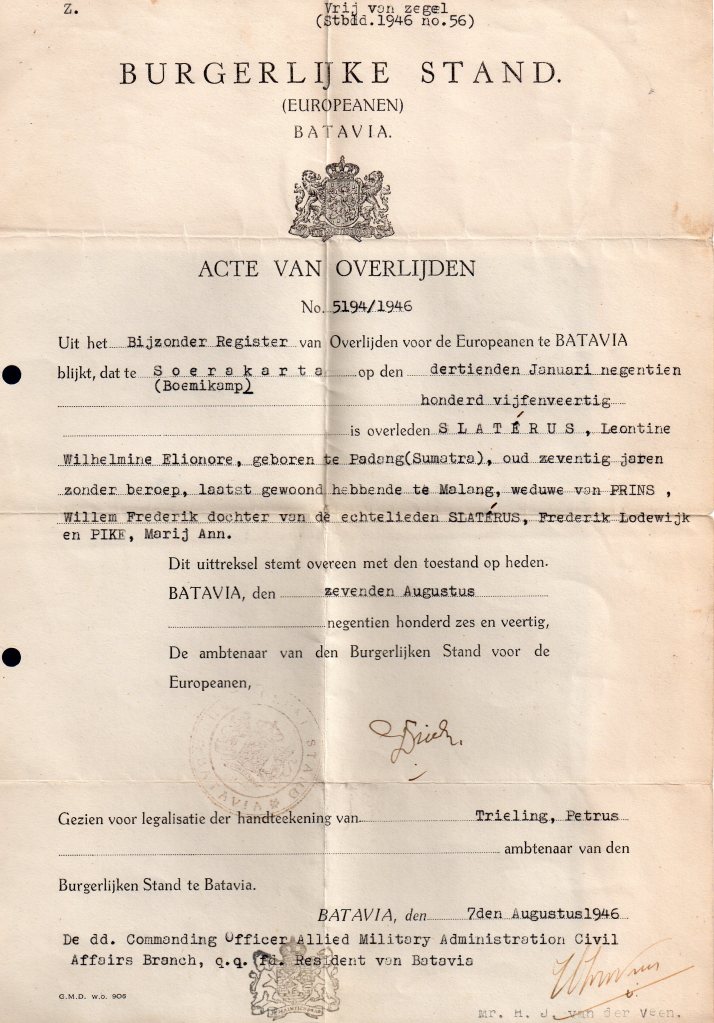 Z. Vrij van zegel
(Stbld.1946 no.56)
BURGERLIJKE STAND.
(EUROPEANEN)
BATAVIA.
ACTE VAN OVERLIJDEN
No. 5194/1946
Uit het Bijzonder Register van Overlijden voor de Europeanen te BATAVIA
blijkt, dat te Soerakarta op den dertienden Januari negentien
(Boemikamp)
honderd vijfenveertig
is overleden SLATÉRUS, Leontine
Wilhelmine Elionore, geboren te Padang(Sumatra), oud zeventig jaren
zonder beroep, laatst gewoond hebbende te Malang, weduwe van PRINS,
Willem Frederik dochter van de echtelieden SLATÉRUS, Frederik Lodewijk
en PIKE, Marij Ann.
Dit uittreksel stemt overeen met den toestand op heden.
BATAVIA, den zevenden Augustus
negentien honderd zes en veertig,
De ambtenaar van den Burgerlijken Stand voor de
Europeanen,
STAND
BATAVIA
Gezien voor legalisatie der handteekening van Trieling, Petrus
ambtenaar van den
Burgerlijken Stand te Batavia.
BATAVIA, den 7den Augustus1946
De dd. Commanding Officer Allied Military Administration Civil
Affairs Branch, q.q. fd. Resident van Batavia
G.M.D. w.o. 906
Mr. H. J. van der Veen.